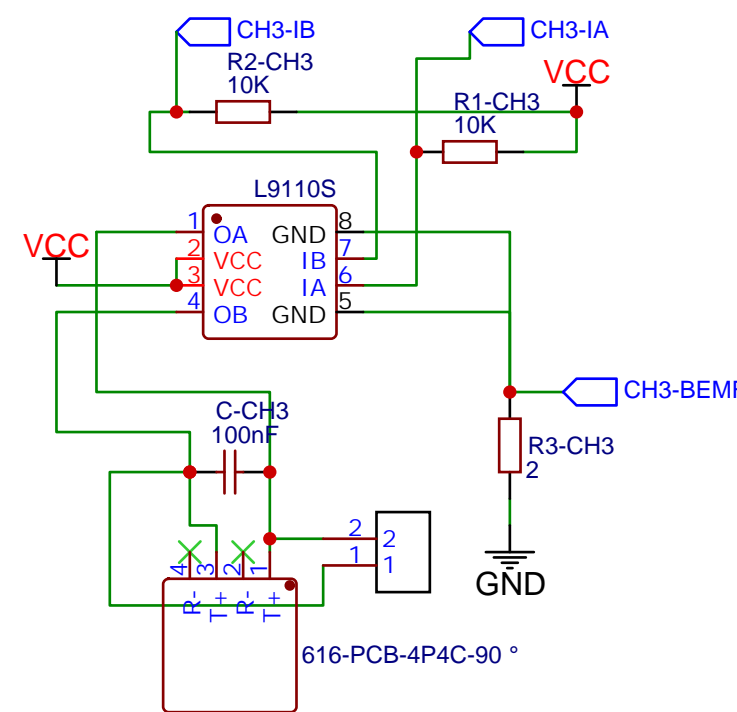 CH3-IB
CH3-IA
R2-CH3
10K
VCC
R1-CH3
10K
L9110S
VCC
1 OA GND 8
2 VCC IB 7
3 VCC IA 6
4 OB GND 5
CH3-BEMF
C-CH3
100nF
R3-CH3
2
2 2
1 1
GND
4 3 2 1
R- T+ R- T+
616-PCB-4P4C-90 °